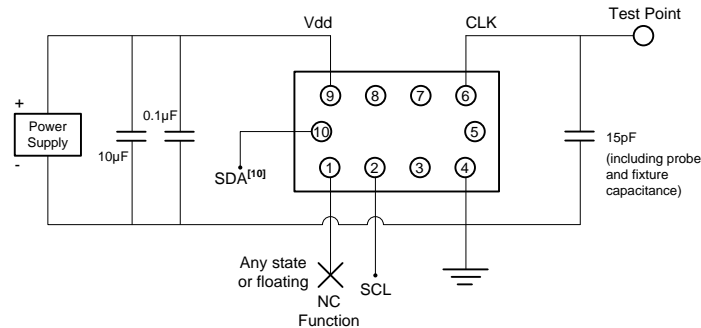 Test Point
Vdd
CLK
9
8
7
6
+
Power
Supply
-
0.1µF
10µF
10
5
15pF
(including probe
and fixture
capacitance)
SDA[10]
1
2
3
4
Any state
or floating
NC
Function
SCL